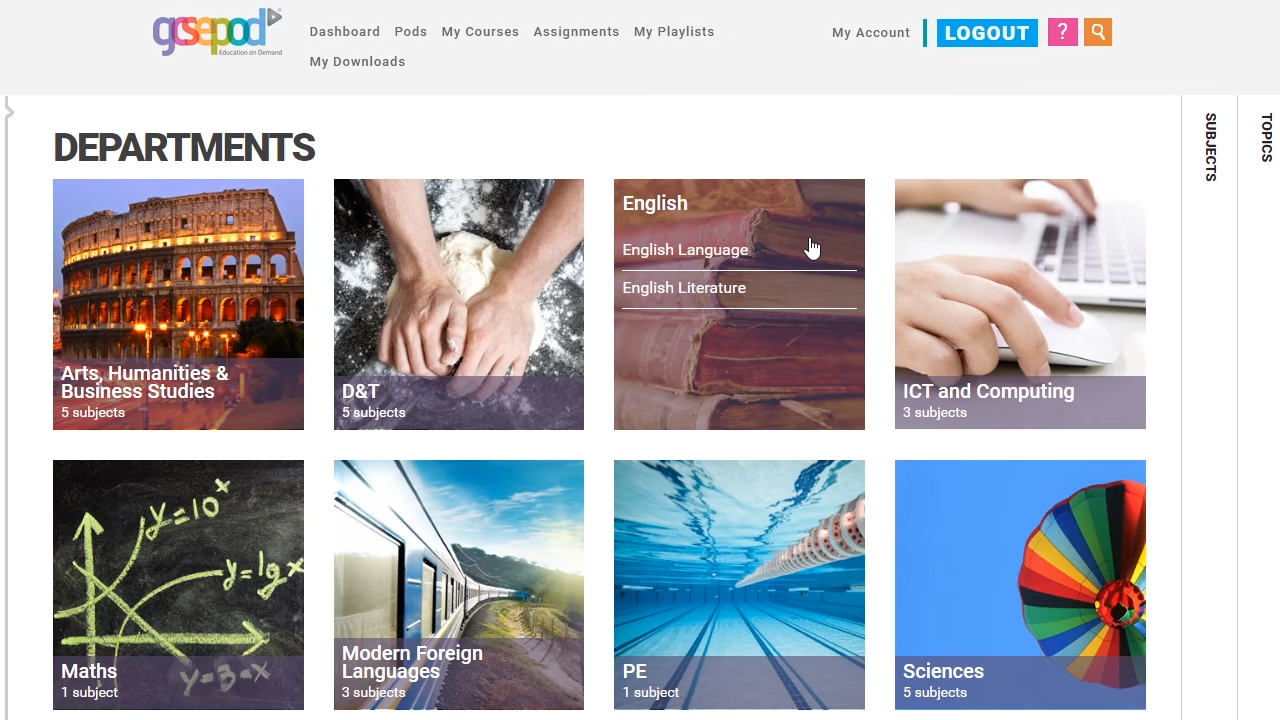 gcsepod
Education on Demand
Dashboard Pods My Courses Assignments My Playlists
My Downloads
My Account LOGOUT ?
SUBJECTS
TOPICS
DEPARTMENTS
Arts, Humanities &
Business Studies
5 subjects
D&T
5 subjects
English
English Language
English Literature
ICT and Computing
3 subjects
y=10^x
y=lgx
y=3-x
Maths
1 subject
Modern Foreign
Languages
3 subjects
PE
1 subject
Sciences
5 subjects